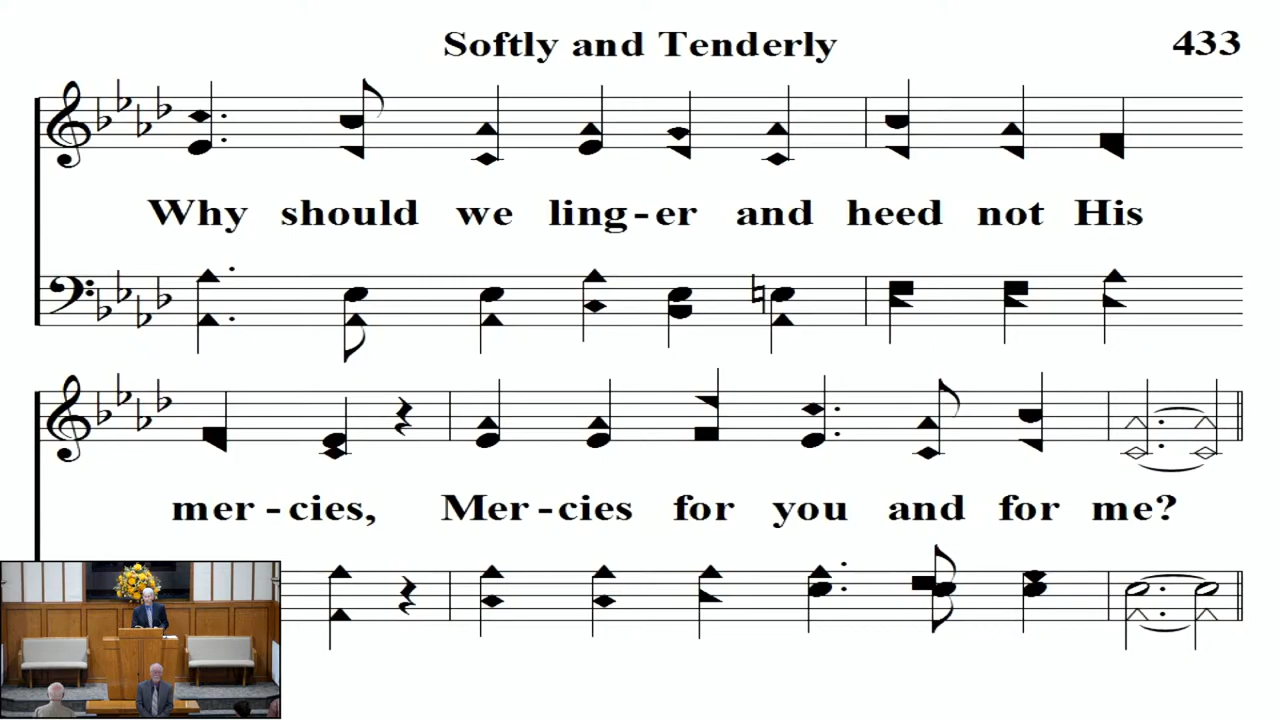 Softly and Tenderly 433
Why should we ling-er and heed not His
mer-cies, Mer-cies for you and for me?